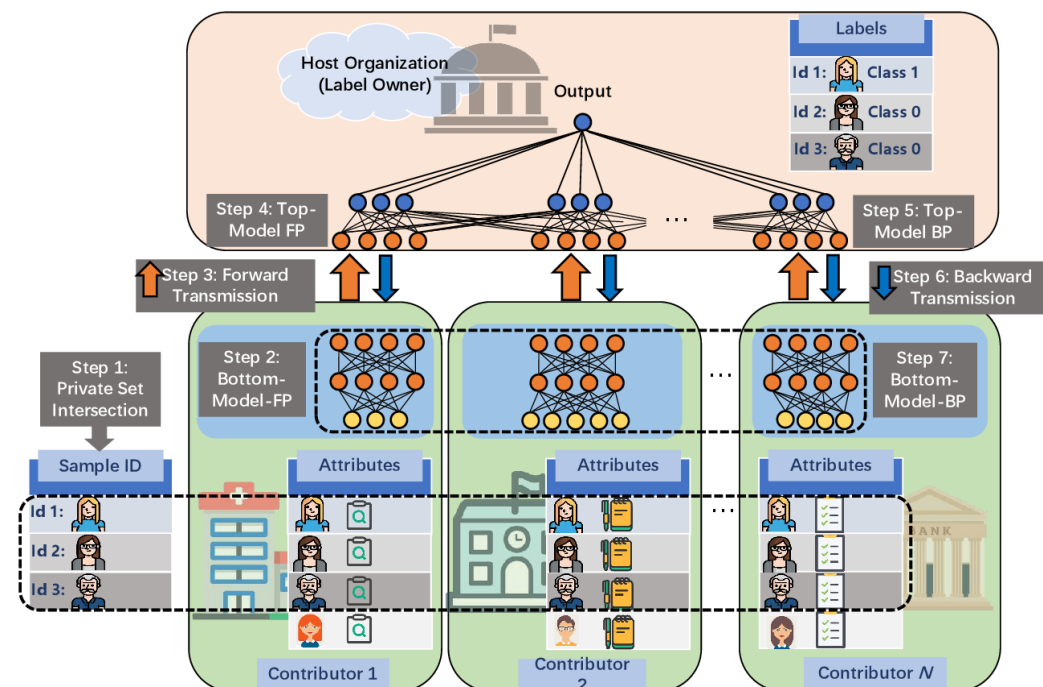 Host Organization
(Label Owner)
Output
Labels
Id 1: Class 1
Id 2: Class 0
Id 3: Class 0
Step 4: Top-
Model FP
...
Step 5: Top-
Model BP
Step 3: Forward
Transmission
Step 6: Backward
Transmission
Step 1:
Private Set
Intersection
Step 2:
Bottom-
Model-FP
...
Step 7:
Bottom-
Model-BP
Sample ID
Attributes
Attributes
Attributes
Id 1:
Id 2:
Id 3:
...
BANK
Contributor 1
Contributor
2
Contributor N